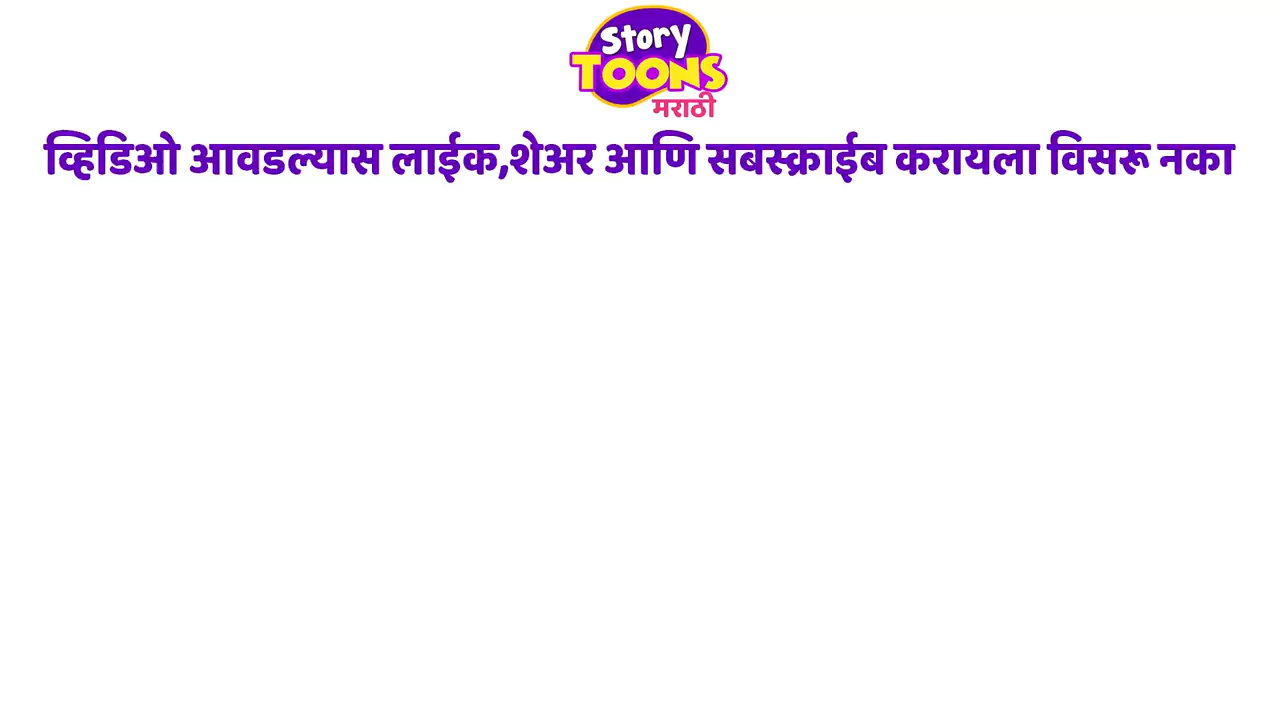 Story
TOONS
मराठी
व्हिडिओ आवडल्यास लाईक,शेअर आणि सबस्क्राईब करायला विसरू नका